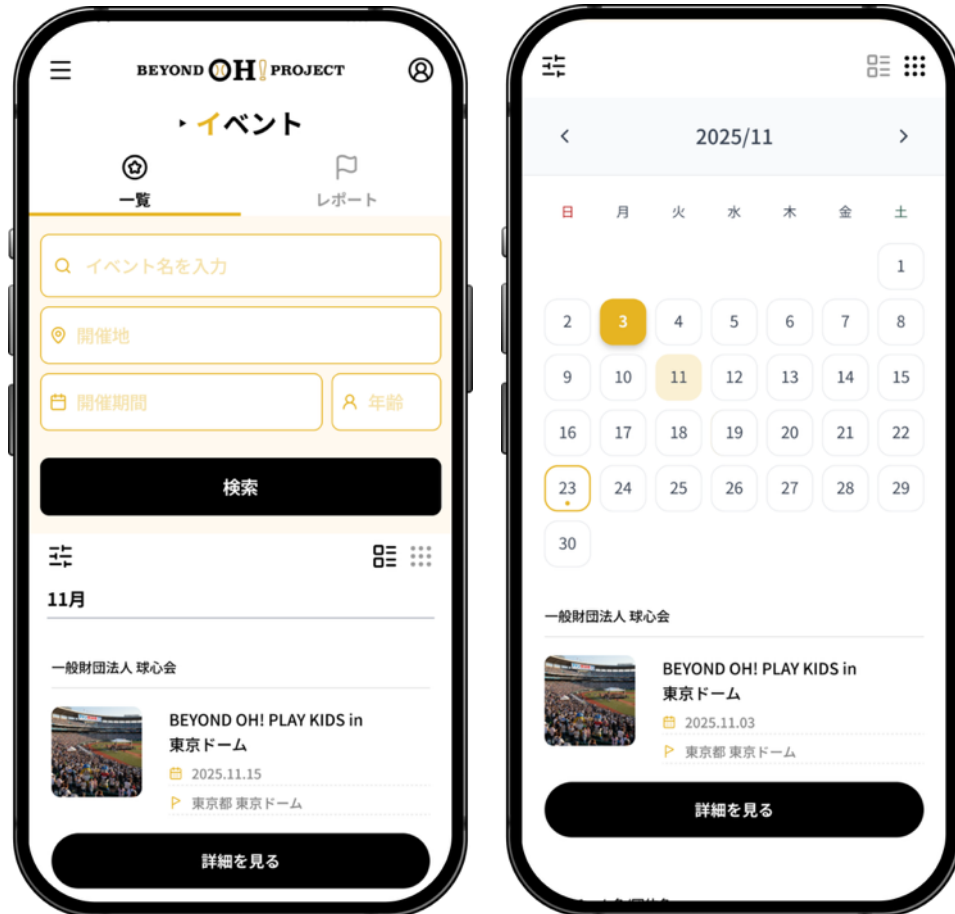 BEYOND OH! PROJECT
イベント
一覧
レポート
イベント名を入力
開催地
開催期間
年齢
検索
11月
一般財団法人 球心会
BEYOND OH! PLAY KIDS in
東京ドーム
2025.11.15
東京都 東京ドーム
詳細を見る
2025/11
日 月 火 水 木 金 土
1
2 3 4 5 6 7 8
9 10 11 12 13 14 15
16 17 18 19 20 21 22
23 24 25 26 27 28 29
30
一般財団法人 球心会
BEYOND OH! PLAY KIDS in
東京ドーム
2025.11.03
東京都 東京ドーム
詳細を見る